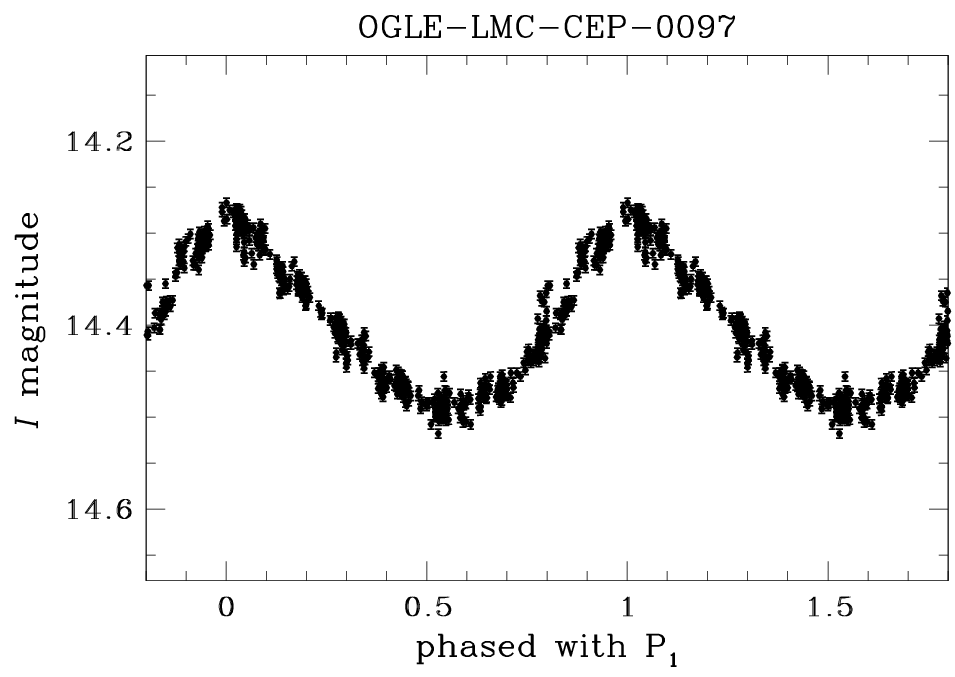 OGLE-LMC-CEP-0097
I magnitude
14.2
14.4
14.6
0 0.5 1 1.5
phased with P₁